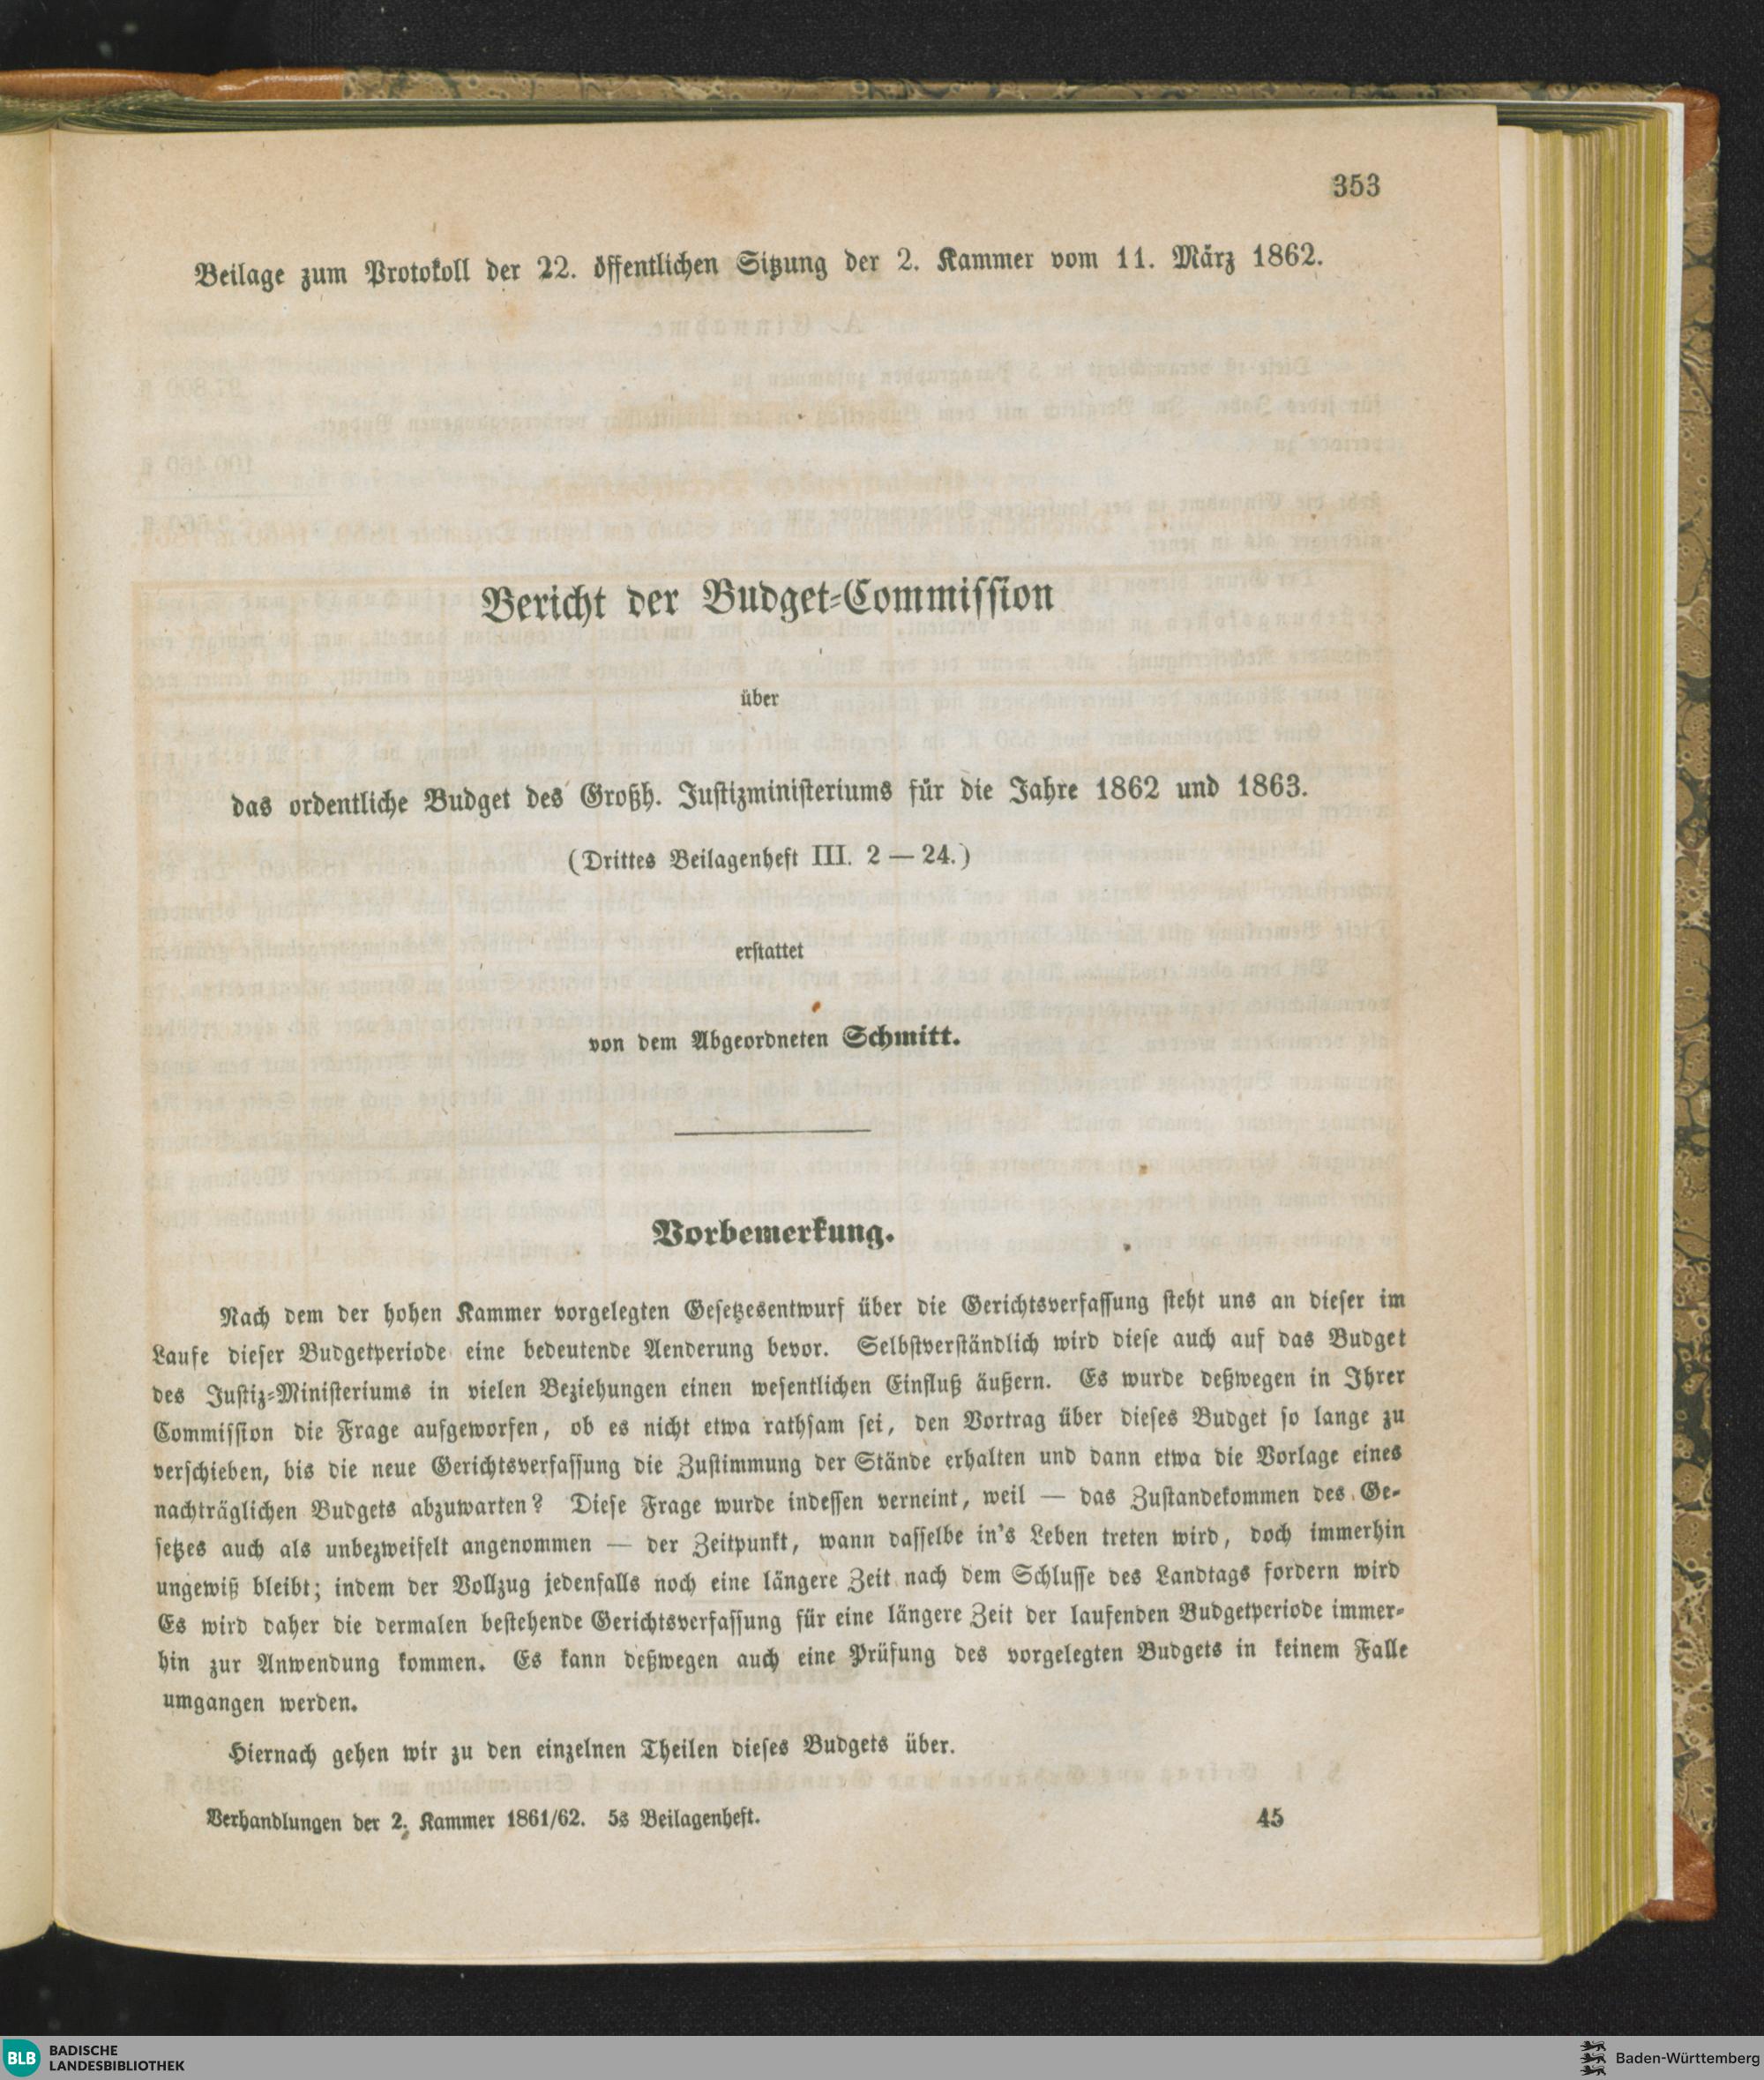 353
Beilage zum Protokoll der 22. öffentlichen Sitzung der 2. Kammer vom 11. März 1862.
Bericht der Budget-Commission
über
das ordentliche Budget des Großh. Justizministeriums für die Jahre 1862 und 1863.
(Drittes Beilagenheft III. 2 — 24.)
erstattet
von dem Abgeordneten Schmitt.
Vorbemerkung.
Nach dem der hohen Kammer vorgelegten Gesetzesentwurf über die Gerichtsverfassung steht uns an dieser im
Laufe dieser Budgetperiode eine bedeutende Aenderung bevor. Selbstverständlich wird diese auch auf das Budget
des Justiz-Ministeriums in vielen Beziehungen einen wesentlichen Einfluß äußern. Es wurde deßwegen in Ihrer
Commission die Frage aufgeworfen, ob es nicht etwa rathsam sei, den Vortrag über dieses Budget so lange zu
verschieben, bis die neue Gerichtsverfassung die Zustimmung der Stände erhalten und dann etwa die Vorlage eines
nachträglichen Budgets abzuwarten? Diese Frage wurde indessen verneint, weil — das Zustandekommen des Ge-
setzes auch als unbezweifelt angenommen — der Zeitpunkt, wann dasselbe in's Leben treten wird, doch immerhin
ungewiß bleibt; indem der Vollzug jedenfalls noch eine längere Zeit nach dem Schlusse des Landtags fordern wird
Es wird daher die dermalen bestehende Gerichtsverfassung für eine längere Zeit der laufenden Budgetperiode immer-
hin zur Anwendung kommen. Es kann deßwegen auch eine Prüfung des vorgelegten Budgets in keinem Falle
umgangen werden.
Hiernach gehen wir zu den einzelnen Theilen dieses Budgets über.
Verhandlungen der 2. Kammer 1861/62. 5s Beilagenheft. 45
BLB BADISCHE
LANDESBIBLIOTHEK
Baden-Württemberg